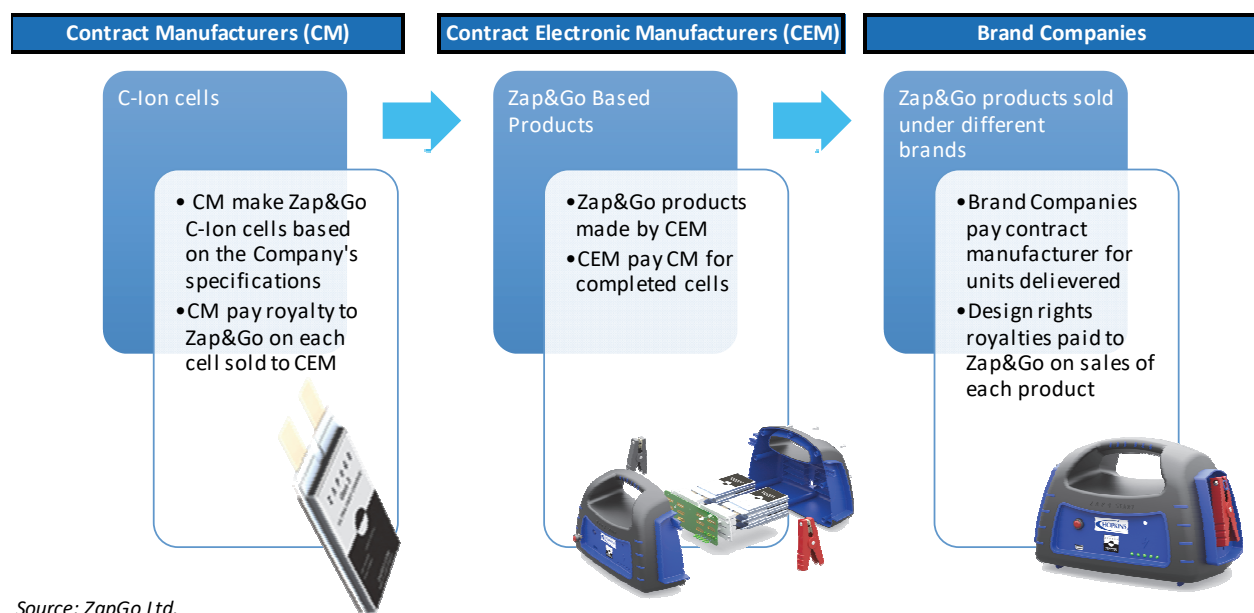 Contract Manufacturers (CM)
Contract Electronic Manufacturers (CEM)
Brand Companies
C-Ion cells
• CM make Zap&Go
C-Ion cells based
on the Company's
specifications
•CM pay royalty to
Zap&Go on each
cell sold to CEM
ZAPGO
Zap&Go Based
Products
•Zap&Go products
made by CEM
•CEM pay CM for
completed cells
Zap&Go products sold
under different
brands
•Brand Companies
pay contract
manufacturer for
units delievered
•Design rights
royalties paid to
Zap&Go on sales of
each product
HOPKINS
Source: ZapGo Ltd.